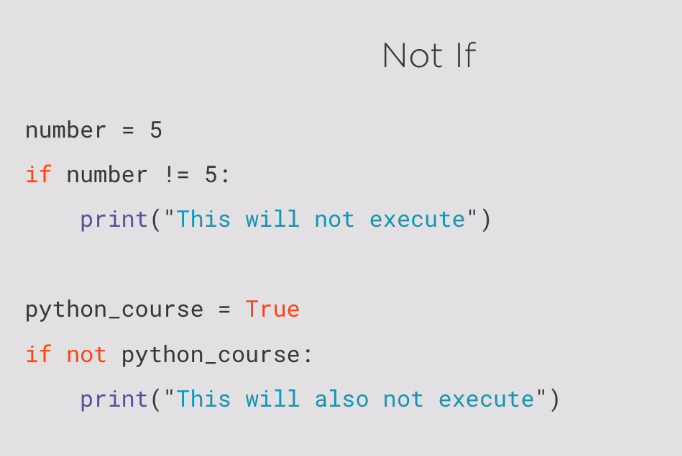 Not If
number = 5
if number != 5:
    print("This will not execute")
python_course = True
if not python_course:
    print("This will also not execute")